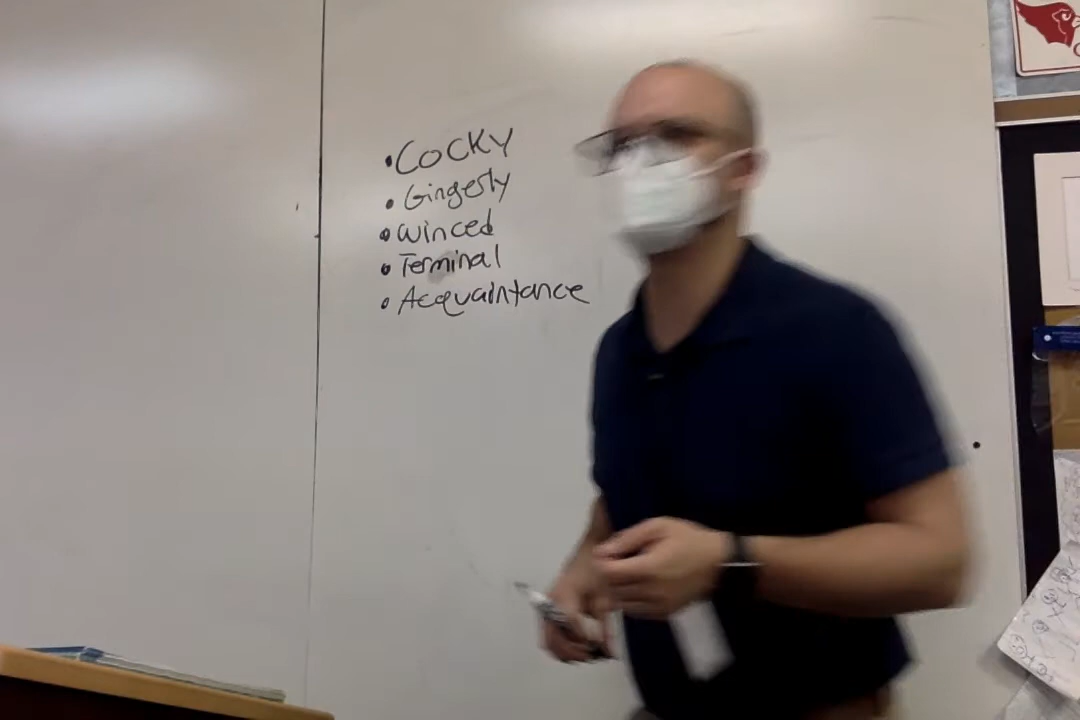 • Cocky
• Gingerly
• Winced
• Terminal
• Acquaintance